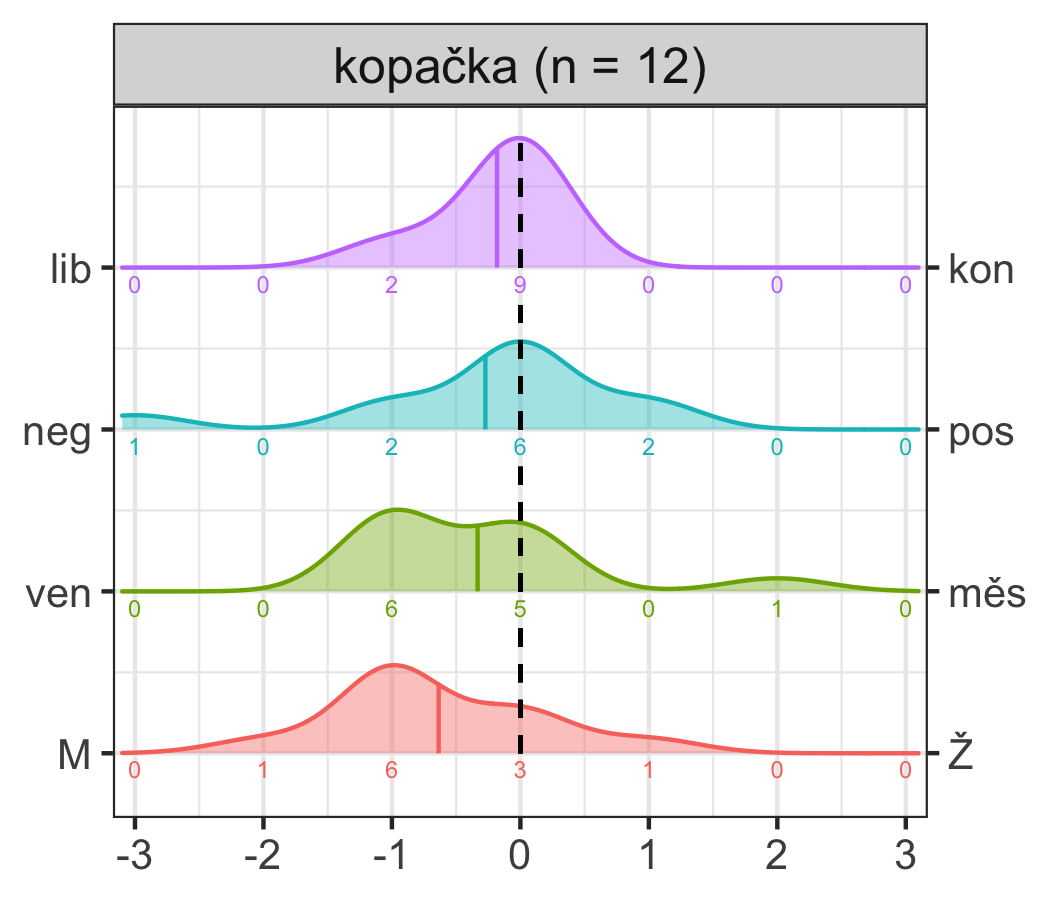 kopačka (n = 12)
lib kon
0 0 2 9 0 0 0
neg pos
1 0 2 6 2 0 0
ven měs
0 0 6 5 0 1 0
M Ž
0 1 6 3 1 0 0
-3 -2 -1 0 1 2 3